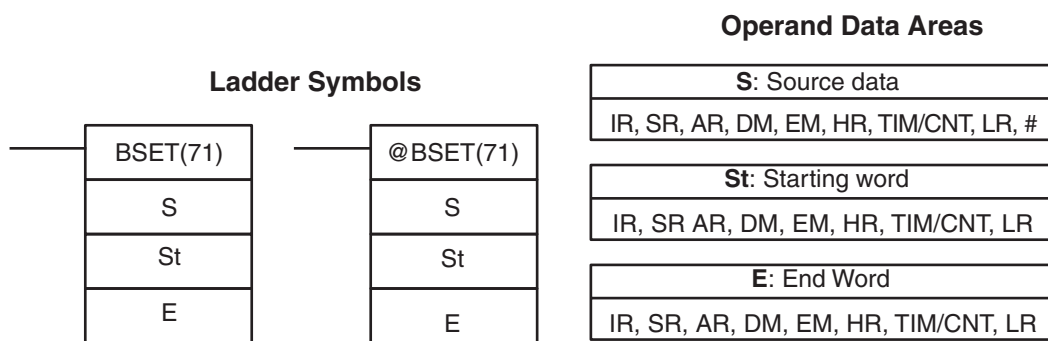 Operand Data Areas
Ladder Symbols
BSET(71)
S
St
E
@BSET(71)
S
St
E
S: Source data
IR, SR, AR, DM, EM, HR, TIM/CNT, LR, #
St: Starting word
IR, SR AR, DM, EM, HR, TIM/CNT, LR
E: End Word
IR, SR, AR, DM, EM, HR, TIM/CNT, LR